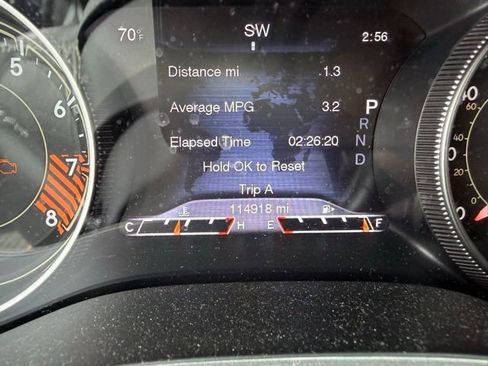 70°F SW 2:56
Distance mi .1.3
Average MPG 3.2
Elapsed Time 02:26:20
Hold OK to Reset
Trip A
114918 mi
C H E F
P
R
N
D
5
6
7
8